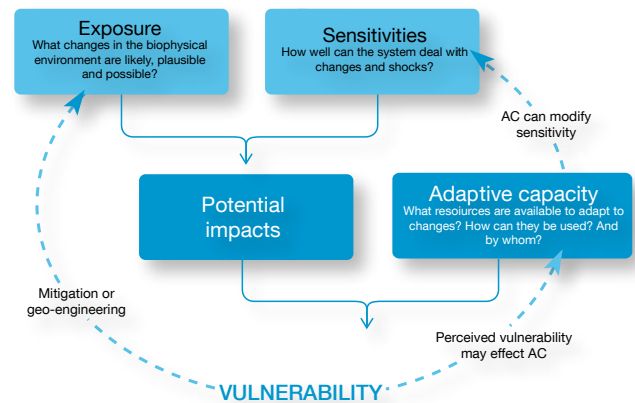 Exposure
What changes in the biophysical
environment are likely, plausible
and possible?
Sensitivities
How well can the system deal with
changes and shocks?
AC can modify
sensitivity
Potential
impacts
Adaptive capacity
What resoiurces are available to adapt to
changes? How can they be used? And
by whom?
Mitigation or
geo-engineering
Perceived vulnerability
may effect AC
VULNERABILITY